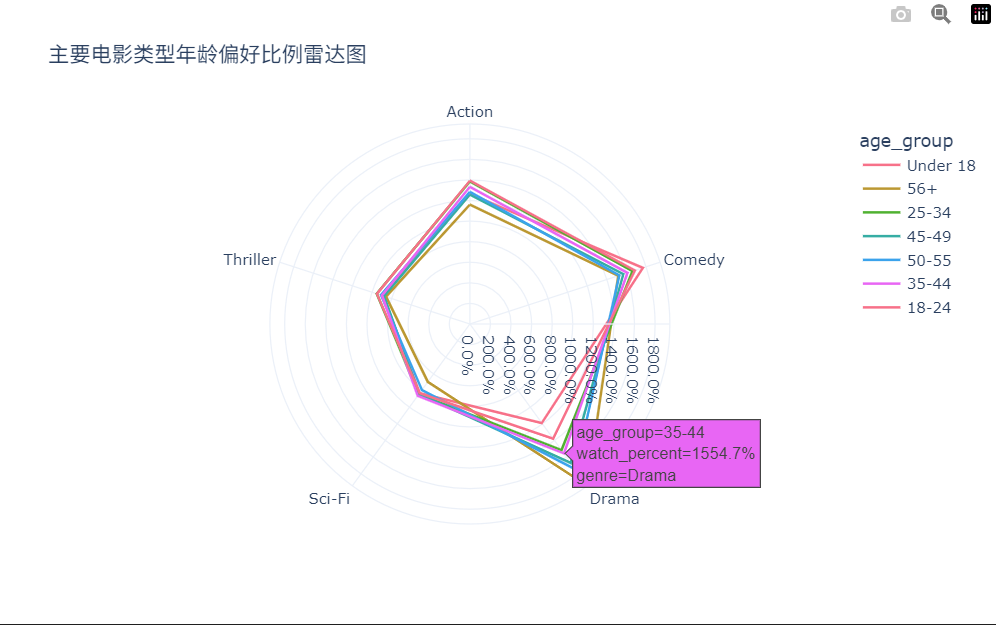 主要电影类型年龄偏好比例雷达图
Action
Comedy
Thriller
Sci-Fi
Drama
0.0%
200.0%
400.0%
600.0%
800.0%
1000.0%
1200.0%
1400.0%
1600.0%
1800.0%
age_group=35-44
watch_percent=1554.7%
genre=Drama
age_group
Under 18
56+
25-34
45-49
50-55
35-44
18-24